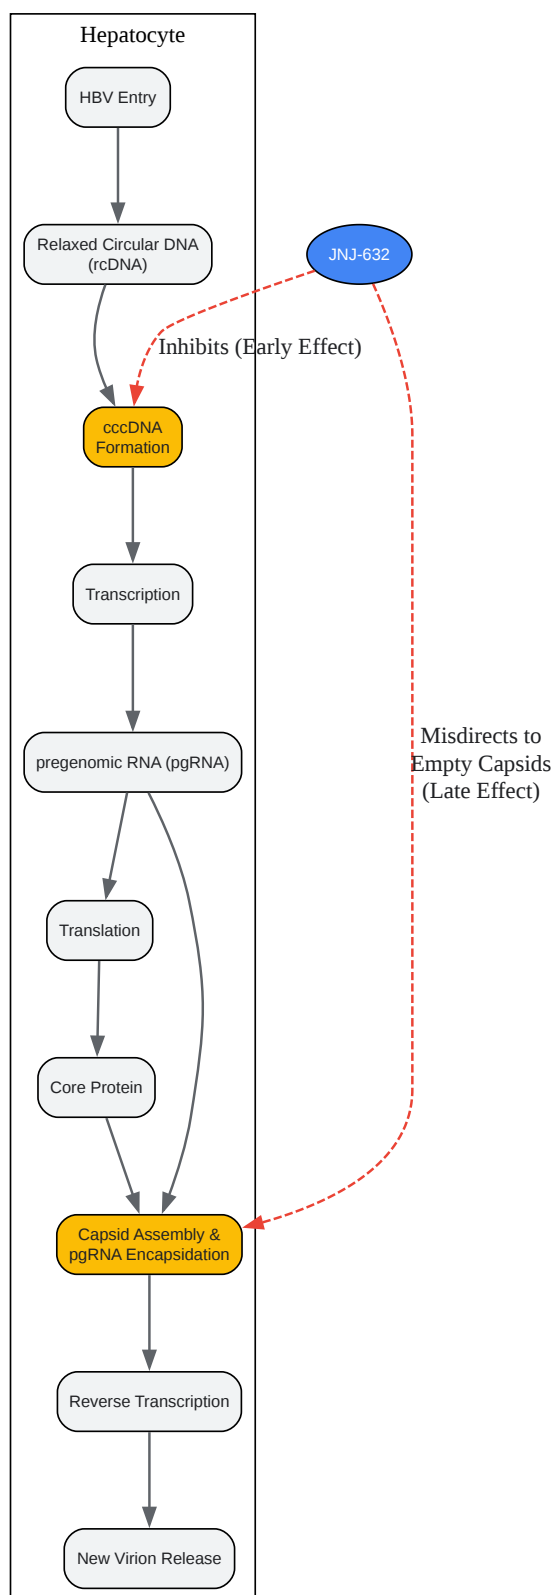 Hepatocyte
HBV Entry
Relaxed Circular DNA
(rcDNA)
JNJ-632
Inhibits (Early Effect)
cccDNA
Formation
Transcription
pregenomic RNA (pgRNA)
Misdirects to
Empty Capsids
(Late Effect)
Translation
Core Protein
Capsid Assembly &
pgRNA Encapsidation
Reverse Transcription
New Virion Release